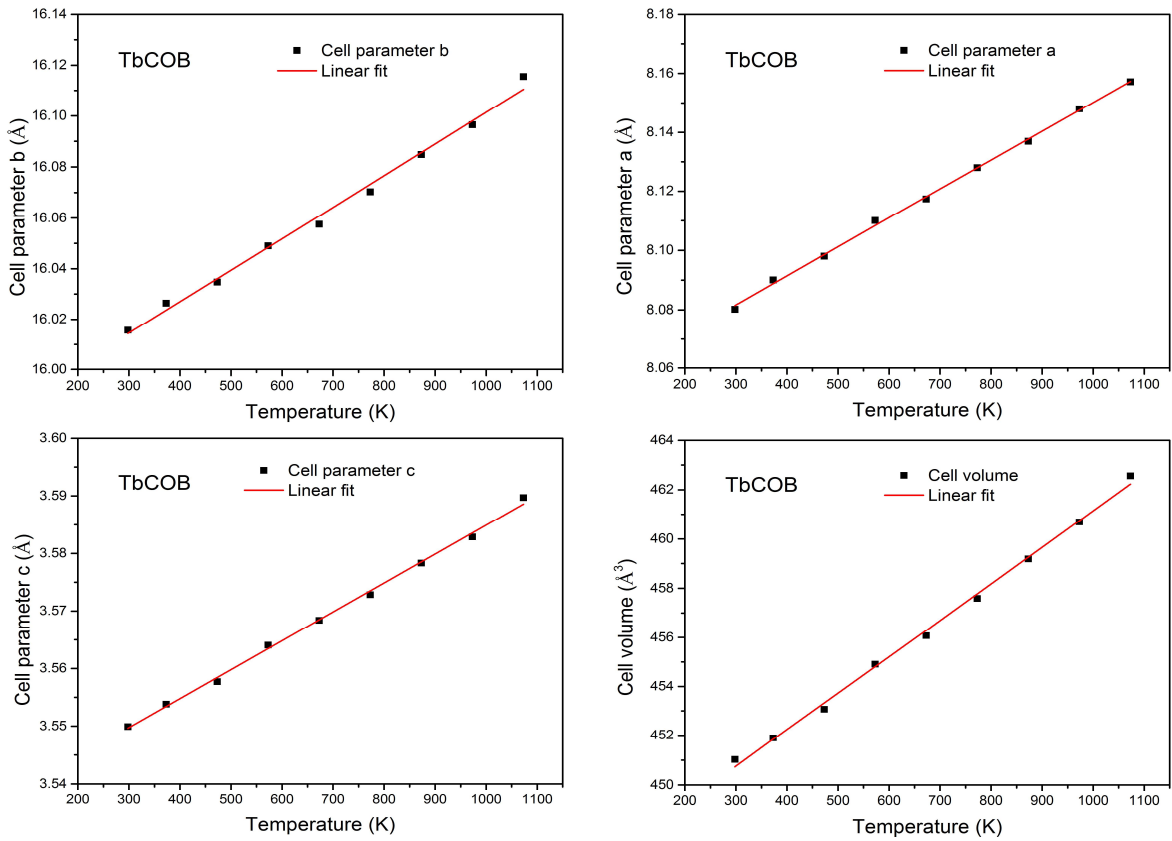 TbCOB
Cell parameter b
Linear fit
Cell parameter b (Å)
16.14
16.12
16.10
16.08
16.06
16.04
16.02
16.00
200 300 400 500 600 700 800 900 1000 1100
Temperature (K)
TbCOB
Cell parameter a
Linear fit
Cell parameter a (Å)
8.18
8.16
8.14
8.12
8.10
8.08
8.06
200 300 400 500 600 700 800 900 1000 1100
Temperature (K)
TbCOB
Cell parameter c
Linear fit
Cell parameter c (Å)
3.60
3.59
3.58
3.57
3.56
3.55
3.54
200 300 400 500 600 700 800 900 1000 1100
Temperature (K)
TbCOB
Cell volume
Linear fit
Cell volume (Å³)
464
462
460
458
456
454
452
450
200 300 400 500 600 700 800 900 1000 1100
Temperature (K)